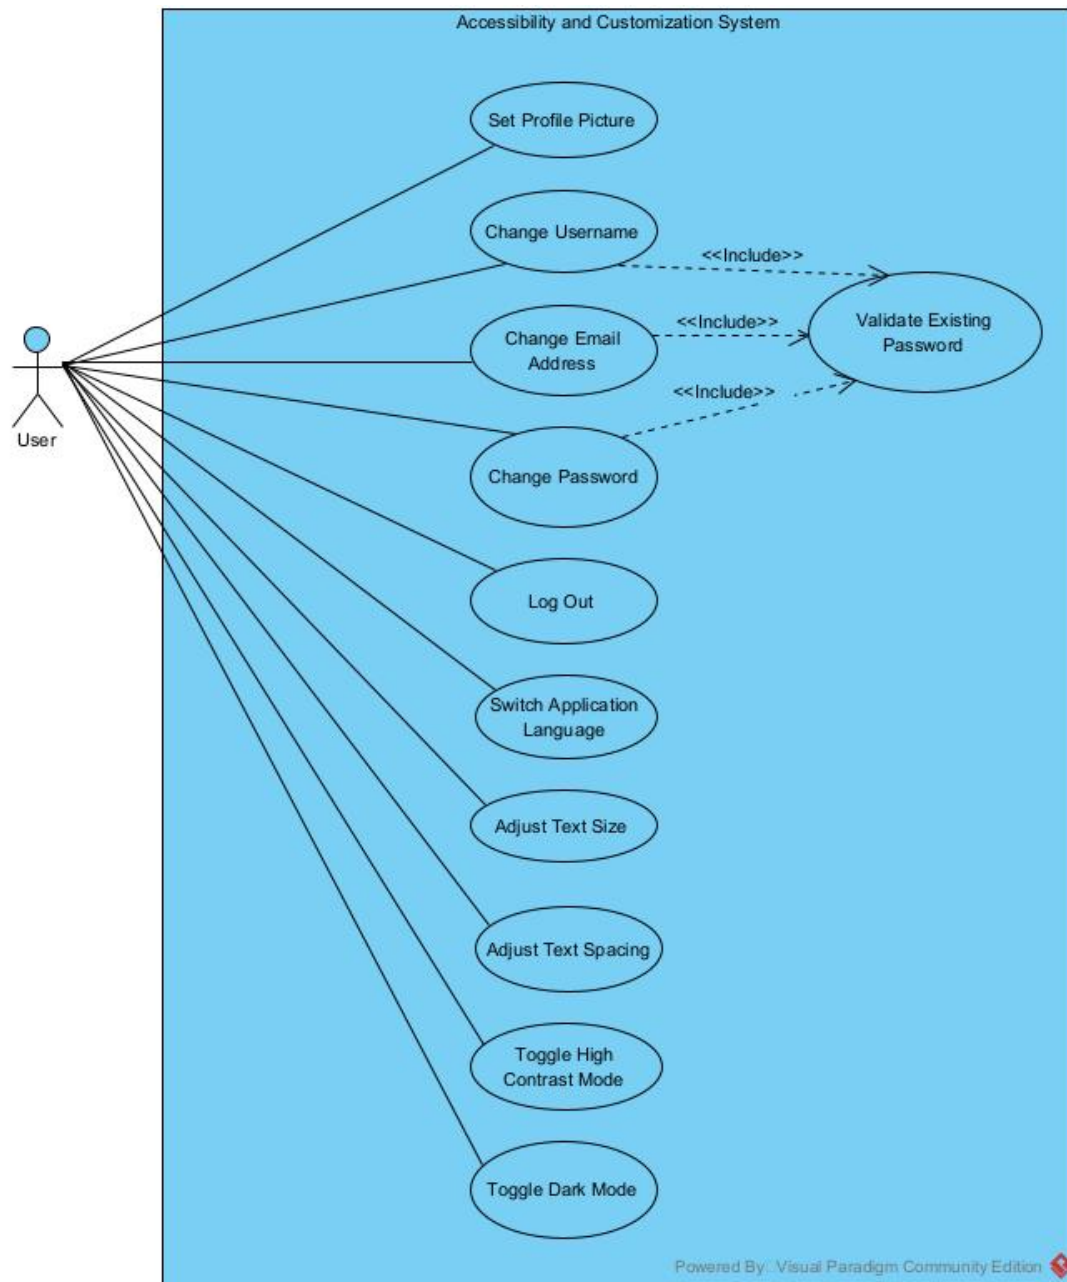 Accessibility and Customization System
Set Profile Picture
Change Username
<<Include>>
Change Email
Address
<<Include>>
Validate Existing
Password
<<Include>>
User
Change Password
Log Out
Switch Application
Language
Adjust Text Size
Adjust Text Spacing
Toggle High
Contrast Mode
Toggle Dark Mode
Powered By: Visual Paradigm Community Edition